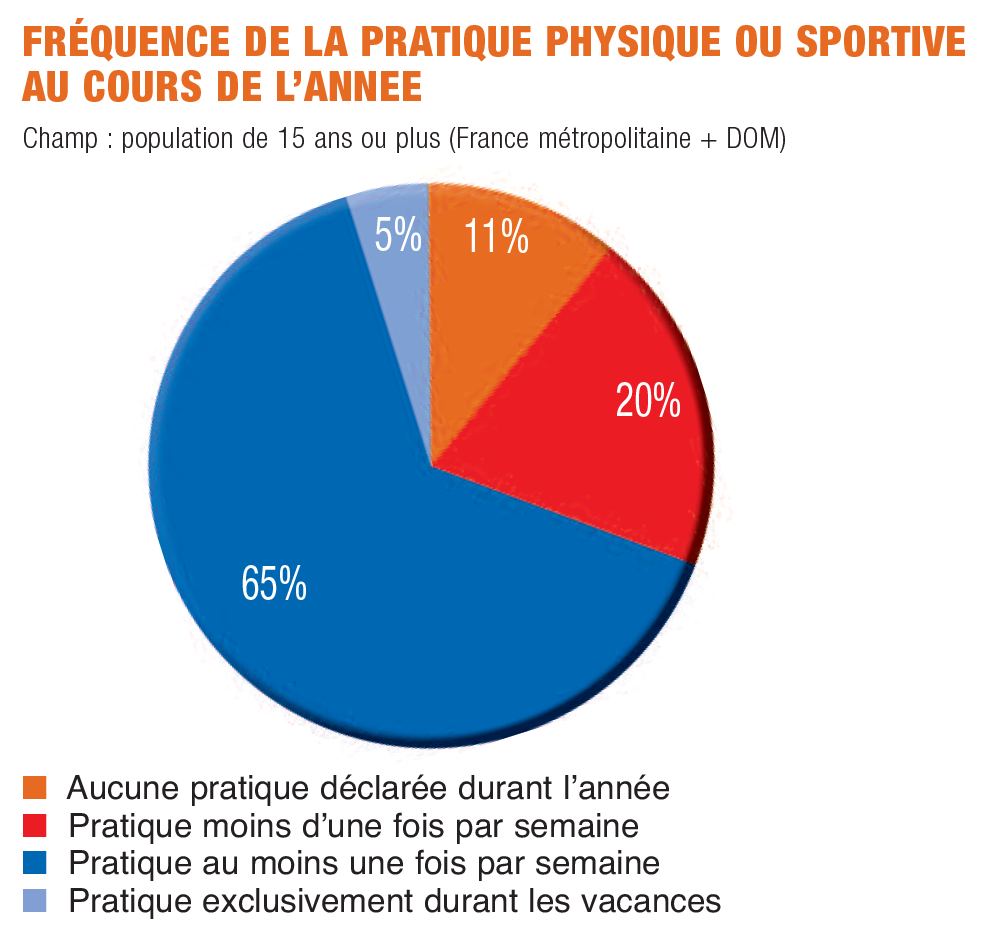 FRÉQUENCE DE LA PRATIQUE PHYSIQUE OU SPORTIVE
AU COURS DE L’ANNEE
Champ : population de 15 ans ou plus (France métropolitaine + DOM)
5%
11%
20%
65%
Aucune pratique déclarée durant l’année
Pratique moins d’une fois par semaine
Pratique au moins une fois par semaine
Pratique exclusivement durant les vacances